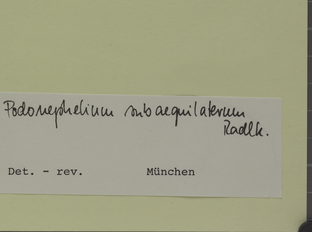 Podonephelium subaequilaterum
Radlk.
Det. - rev. München